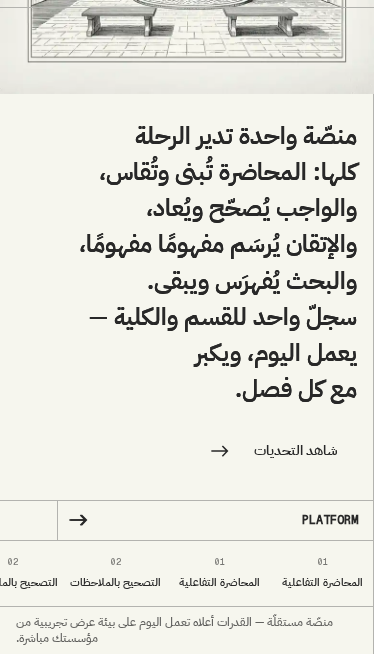 منصّة واحدة تدير الرحلة
كلها: المحاضرة تُبنى وتُقاس،
والواجب يُصحّح ويُعاد،
والإتقان يُرسَم مفهومًا مفهومًا،
والبحث يُفهرَس ويبقى.
سجلّ واحد للقسم والكلية —
يعمل اليوم، ويكبر
مع كل فصل.
شاهد التحديات →
PLATFORM →
01 01 02 02
المحاضرة التفاعلية المحاضرة التفاعلية التصحيح بالملاحظات التصحيح
منصّة مستقلّة — القدرات أعلاه تعمل اليوم على بيئة عرض تجريبية من
مؤسستك مباشرة.